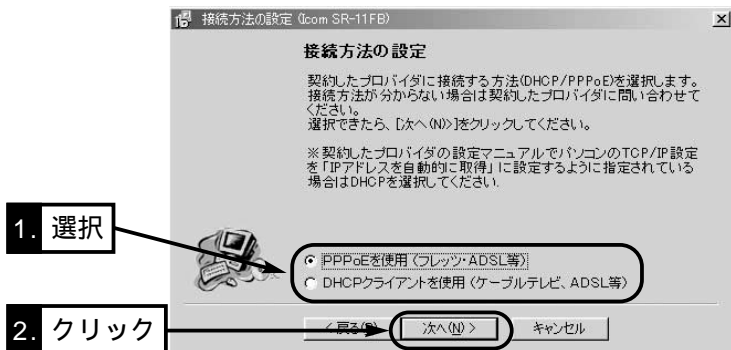 接続方法の設定 (Icom SR-11FB)
接続方法の設定
契約したプロバイダに接続する方法(DHCP/PPPoE)を選択します。
接続方法が分からない場合は契約したプロバイダに問い合わせて
ください。
選択できたら、[次へ(N)>]をクリックしてください。
※契約したプロバイダの設定マニュアルでパソコンのTCP/IP設定
を「IPアドレスを自動的に取得」に設定するように指定されている
場合はDHCPを選択してください.
1. 選択
PPPoEを使用 (フレッツ・ADSL等)
DHCPクライアントを使用 (ケーブルテレビ、ADSL等)
2. クリック
< 戻る(B) 次へ(N) > キャンセル